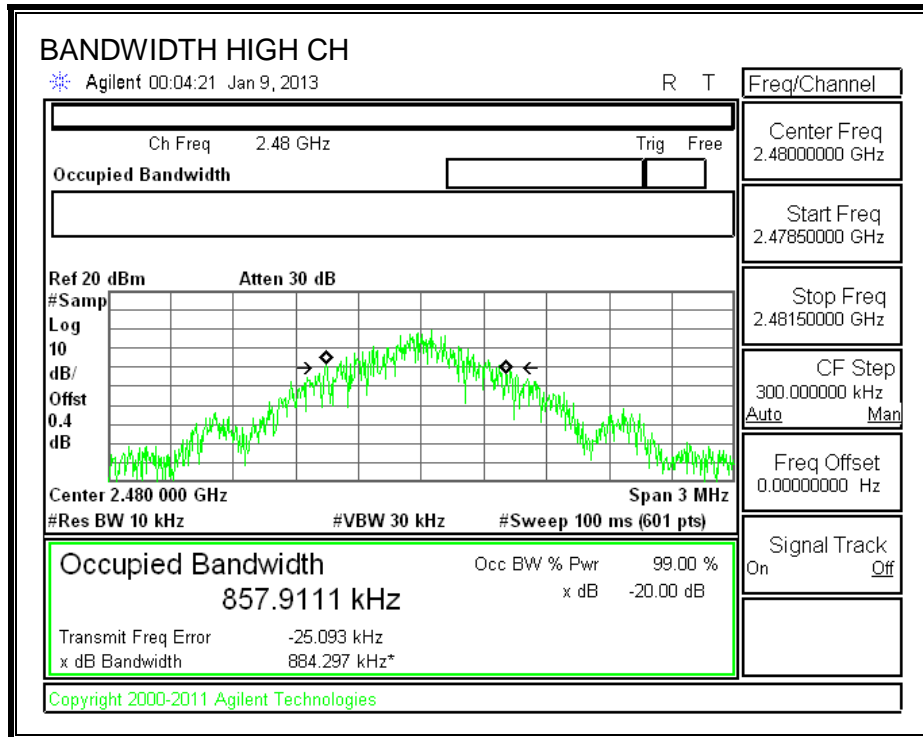 BANDWIDTH HIGH CH
Agilent 00:04:21 Jan 9, 2013 R T
Freq/Channel
Ch Freq 2.48 GHz Trig Free
Occupied Bandwidth
Center Freq
2.48000000 GHz
Start Freq
2.47850000 GHz
Stop Freq
2.48150000 GHz
CF Step
300.000000 kHz
Auto Man
Freq Offset
0.00000000 Hz
Signal Track
On Off
Ref 20 dBm Atten 30 dB
#Samp
Log
10
dB/
Offst
0.4
dB
Center 2.480 000 GHz Span 3 MHz
#Res BW 10 kHz #VBW 30 kHz #Sweep 100 ms (601 pts)
Occupied Bandwidth Occ BW % Pwr 99.00 %
857.9111 kHz x dB -20.00 dB
Transmit Freq Error -25.093 kHz
x dB Bandwidth 884.297 kHz*
Copyright 2000-2011 Agilent Technologies